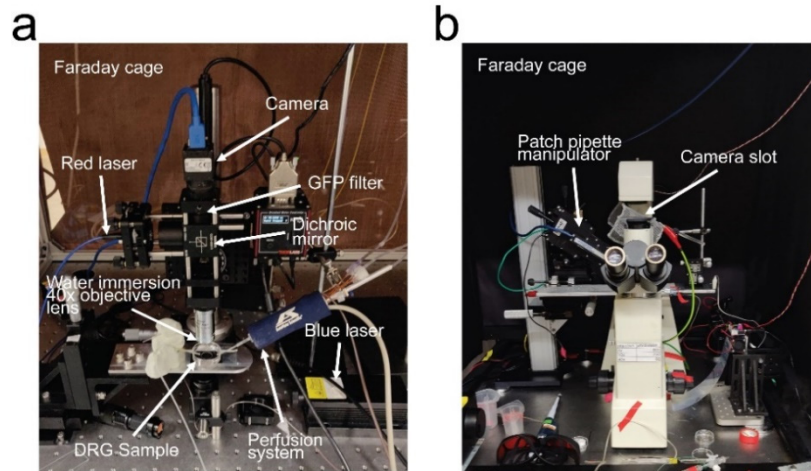 a
Faraday cage
Camera
Red laser
GFP filter
Dichroic
mirror
Water immersion
40x objective
lens
Blue laser
DRG Sample
Perfusion
system
b
Faraday cage
Patch pipette
manipulator
Camera slot